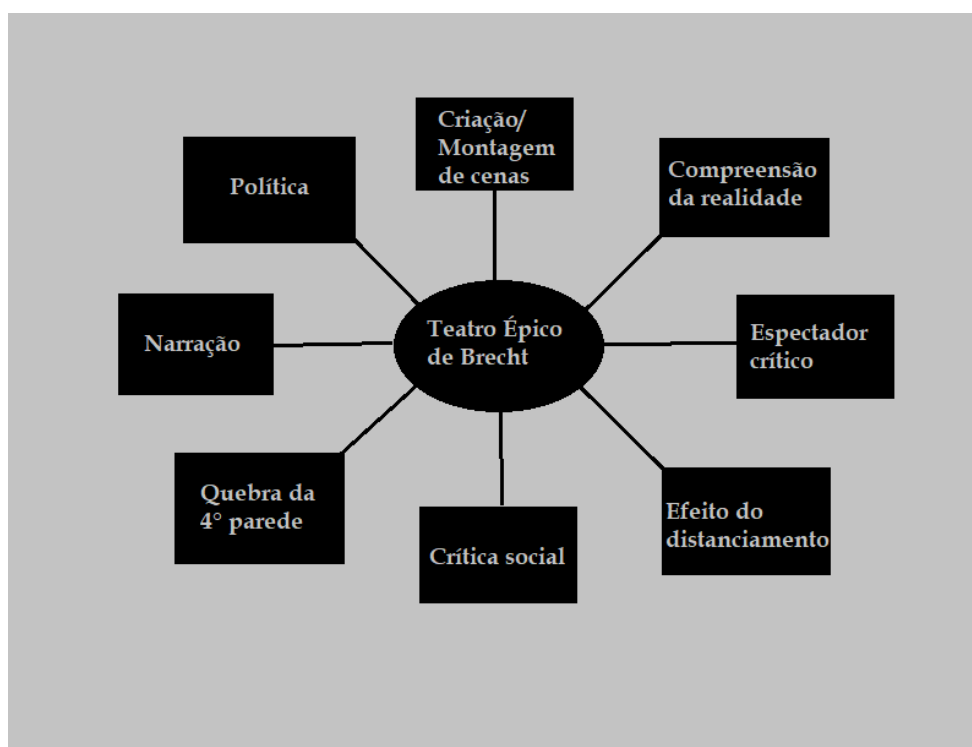 Criação/
Montagem
de cenas
Política
Compreensão
da realidade
Narração
Teatro Épico
de Brecht
Espectador
crítico
Quebra da
4° parede
Crítica social
Efeito do
distanciamento